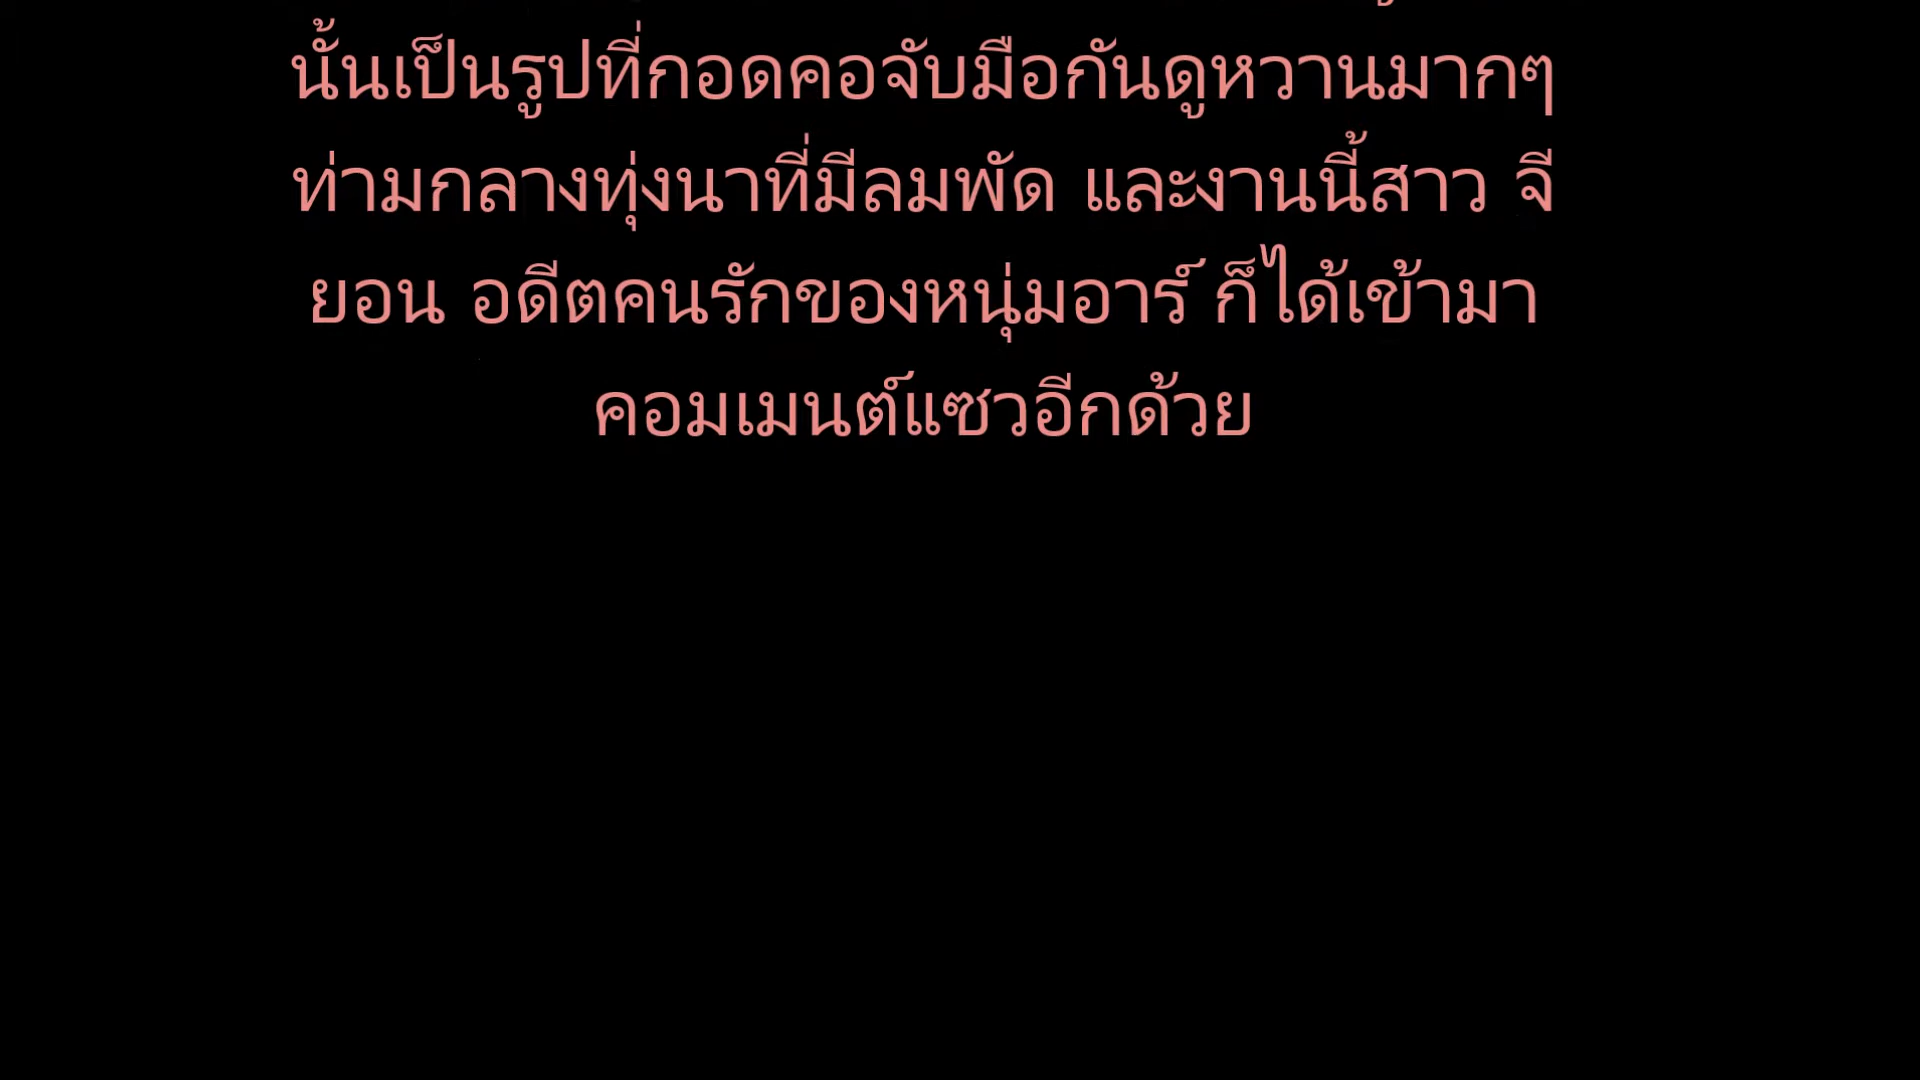 นั้นเป็นรูปที่กอดคอจับมือกันดูหวานมากๆ
ท่ามกลางทุ่งนาที่มีลมพัด และงานนี้สาว จี
ยอน อดีตคนรักของหนุ่มอาร์ ก็ได้เข้ามา
คอมเมนต์แซวอีกด้วย